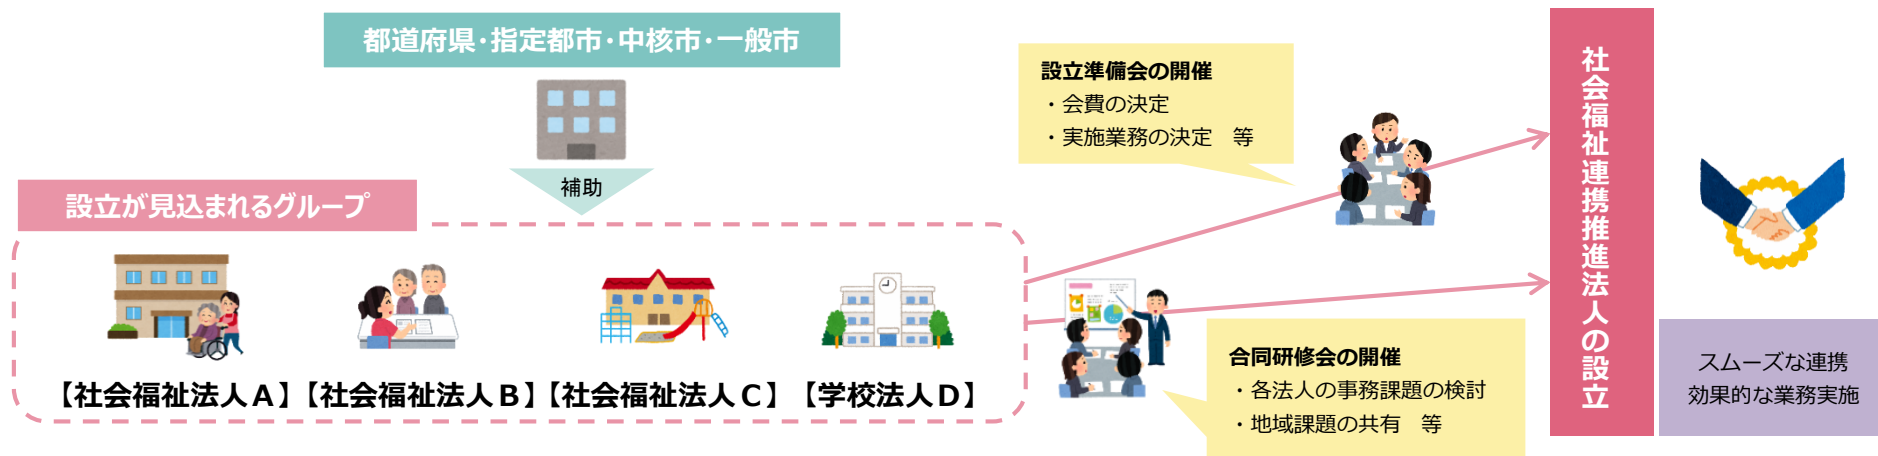 都道府県・指定都市・中核市・一般市
補助
設立が見込まれるグループ
【社会福祉法人A】【社会福祉法人B】【社会福祉法人C】 【学校法人D】
設立準備会の開催
・会費の決定
・実施業務の決定 等
合同研修会の開催
・各法人の事務課題の検討
・地域課題の共有 等
社会福祉連携推進法人の設立
スムーズな連携
効果的な業務実施